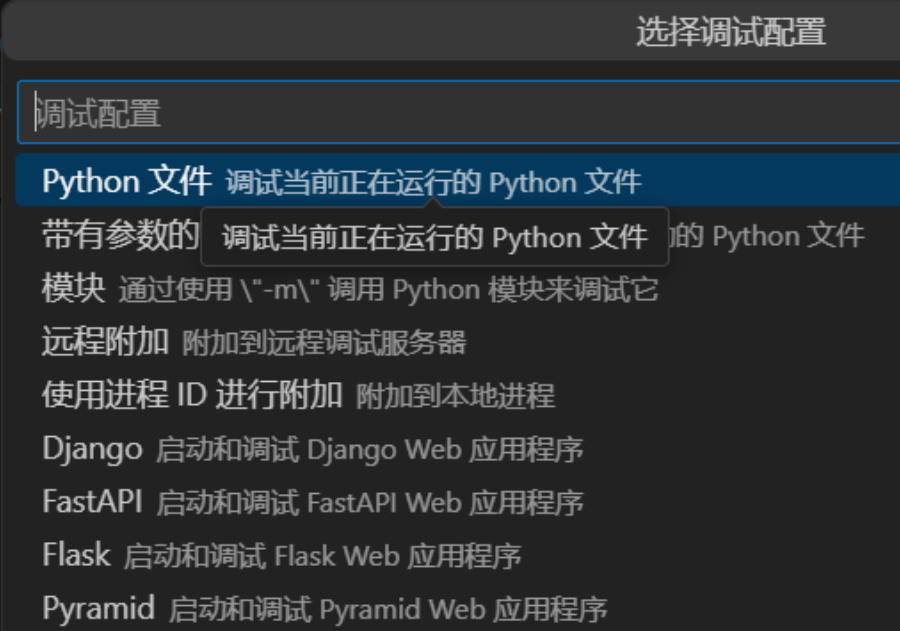 选择调试配置
调试配置
Python 文件 调试当前正在运行的 Python 文件
带有参数的 的 Python 文件
调试当前正在运行的 Python 文件
模块 通过使用 \"-m\" 调用 Python 模块来调试它
远程附加 附加到远程调试服务器
使用进程 ID 进行附加 附加到本地进程
Django 启动和调试 Django Web 应用程序
FastAPI 启动和调试 FastAPI Web 应用程序
Flask 启动和调试 Flask Web 应用程序
Pyramid 启动和调试 Pyramid Web 应用程序